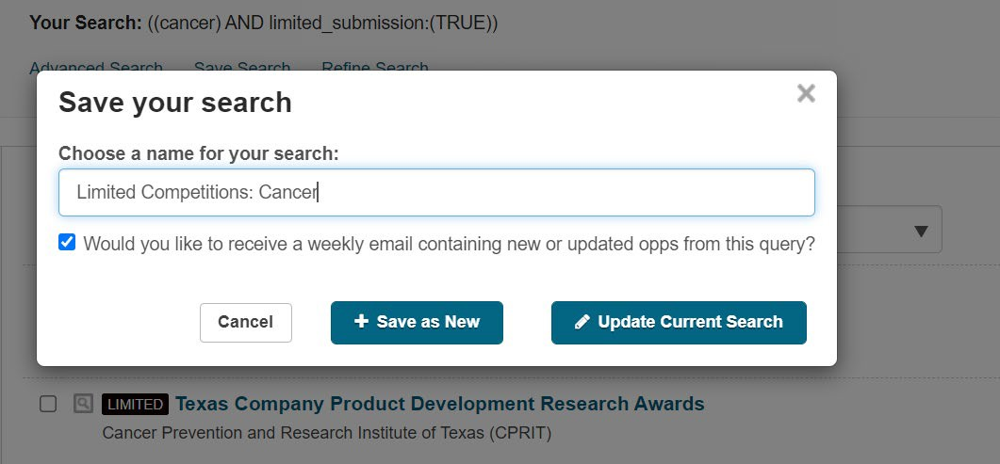 Your Search: ((cancer) AND limited_submission:(TRUE))
Advanced Search Save Search Refine Search
Save your search
Choose a name for your search:
Limited Competitions: Cancer
Would you like to receive a weekly email containing new or updated opps from this query?
Cancel Save as New Update Current Search
LIMITED Texas Company Product Development Research Awards
Cancer Prevention and Research Institute of Texas (CPRIT)